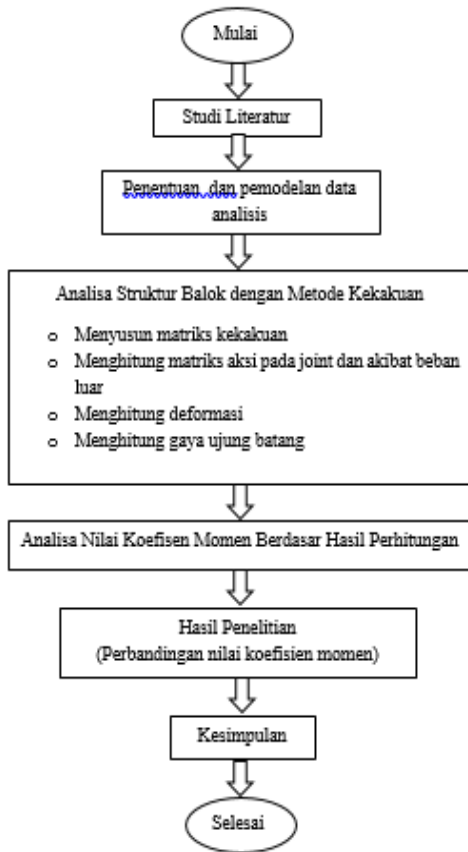 Mulai
Studi Literatur
Penentuan dan pemodelan data
analisis
Analisa Struktur Balok dengan Metode Kekakuan
o Menyusun matriks kekakuan
o Menghitung matriks aksi pada joint dan akibat beban
luar
o Menghitung deformasi
o Menghitung gaya ujung batang
Analisa Nilai Koefisen Momen Berdasar Hasil Perhitungan
Hasil Penelitian
(Perbandingan nilai koefisien momen)
Kesimpulan
Selesai